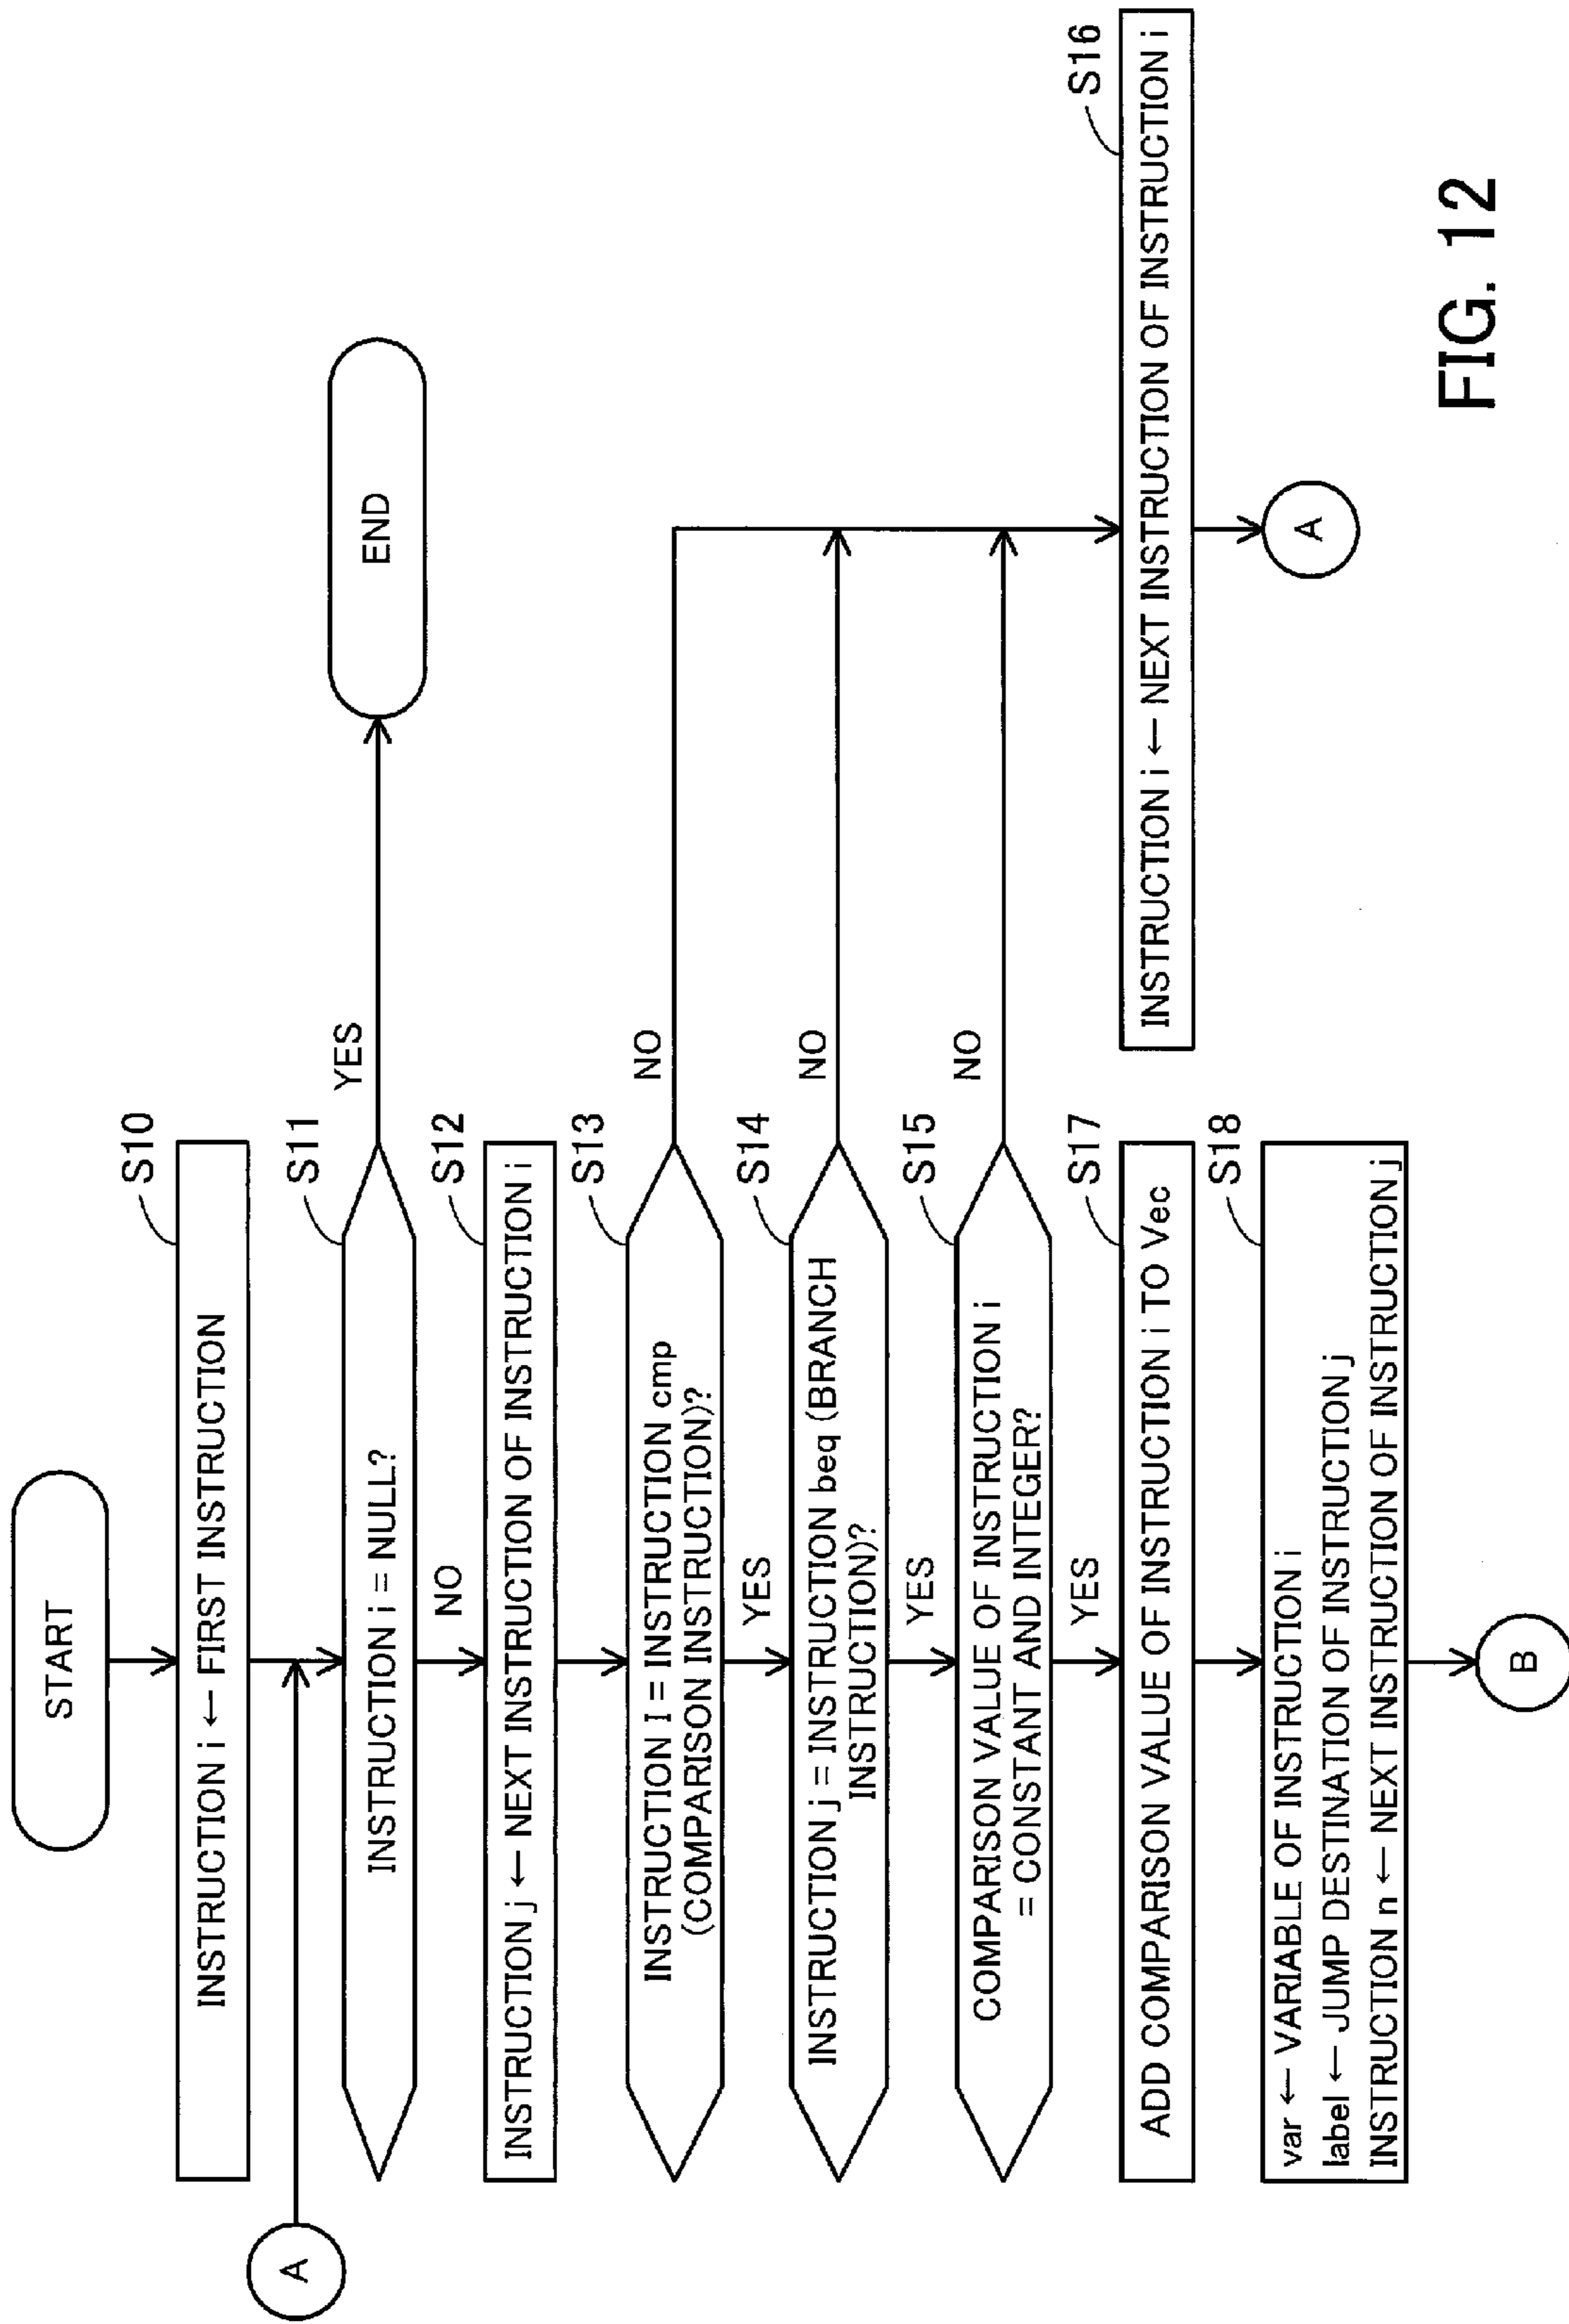 START
S10
INSTRUCTION i ← FIRST INSTRUCTION
A
S11
INSTRUCTION i = NULL?
YES
END
NO
S12
INSTRUCTION j ← NEXT INSTRUCTION OF INSTRUCTION i
S13
INSTRUCTION I = INSTRUCTION cmp
(COMPARISON INSTRUCTION)?
NO
YES
S14
INSTRUCTION j = INSTRUCTION beq (BRANCH
INSTRUCTION)?
NO
YES
S15
COMPARISON VALUE OF INSTRUCTION i
= CONSTANT AND INTEGER?
NO
YES
S16
INSTRUCTION i ← NEXT INSTRUCTION OF INSTRUCTION i
A
S17
ADD COMPARISON VALUE OF INSTRUCTION i TO Vec
S18
var ← VARIABLE OF INSTRUCTION i
label ← JUMP DESTINATION OF INSTRUCTION j
INSTRUCTION n ← NEXT INSTRUCTION OF INSTRUCTION j
B
FIG. 12